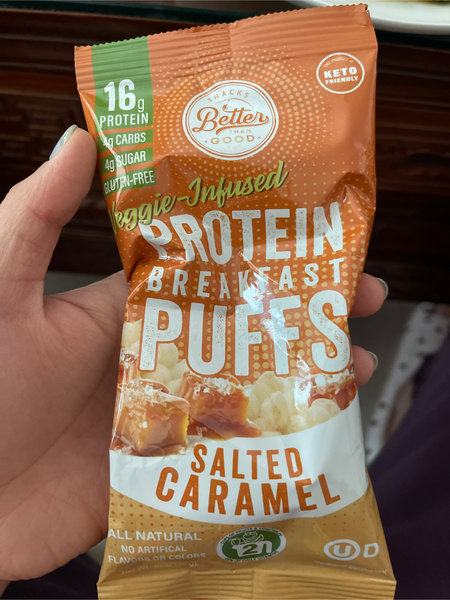 16g
PROTEIN
4g CARBS
4g SUGAR
GLUTEN-FREE
SNACKS
Better
THAN
GOOD
KETO
FRIENDLY
Veggie-Infused
PROTEIN
BREAKFAST
PUFFS
SALTED
CARAMEL
ALL NATURAL
NO ARTIFICAL
FLAVORS OR COLORS
U D